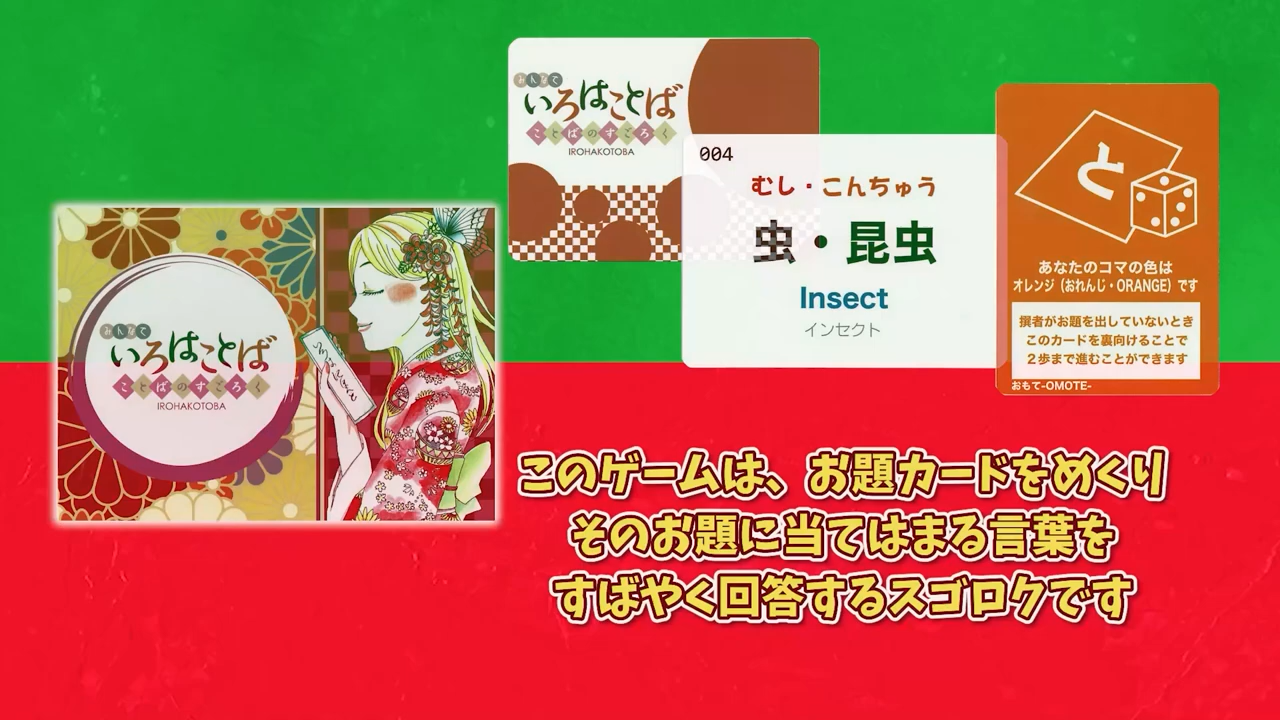 みんなで
いろはことば
ことばのすごろく
IROHAKOTOBA
みんなで
いろはことば
ことばのすごろく
IROHAKOTOBA
004
むし・こんちゅう
虫・昆虫
Insect
インセクト
と
あなたのコマの色は
オレンジ(おれんじ・ORANGE)です
撰者がお題を出していないとき
このカードを裏向けることで
2歩まで進むことができます
おもて-OMOTE-
このゲームは、お題カードをめくり
そのお題に当てはまる言葉を
すばやく回答するスゴロクです